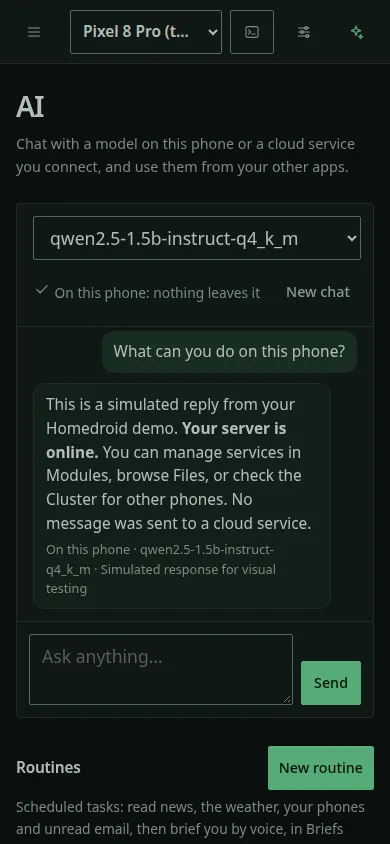 Pixel 8 Pro (t...
AI
Chat with a model on this phone or a cloud service
you connect, and use them from your other apps.
qwen2.5-1.5b-instruct-q4_k_m
On this phone: nothing leaves it
New chat
What can you do on this phone?
This is a simulated reply from your
Homedroid demo. Your server is
online. You can manage services in
Modules, browse Files, or check the
Cluster for other phones. No
message was sent to a cloud service.
On this phone · qwen2.5-1.5b-instruct-
q4_k_m · Simulated response for visual
testing
Ask anything...
Send
Routines
New routine
Scheduled tasks: read news, the weather, your phones
and unread email, then brief you by voice, in Briefs